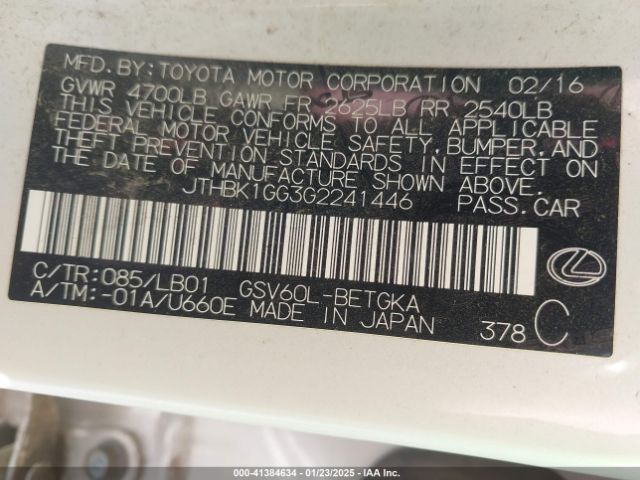 MFD.BY:TOYOTA MOTOR CORPORATION 02/16
GVWR 4700LB GAWR FR 2625LB RR 2540LB
THIS VEHICLE CONFORMS TO ALL APPLICABLE
FEDERAL MOTOR VEHICLE SAFETY,BUMPER,AND
THEFT PREVENTION STANDARDS IN EFFECT ON
THE DATE OF MANUFACTURE SHOWN ABOVE.
JTHBK1GG3G2241446 PASS.CAR
C/TR:085/LB01 GSV60L-BETGKA
A/TM:-01A/U660E MADE IN JAPAN 378 C
000-41384634 / 01/23/2025 / IAA Inc.